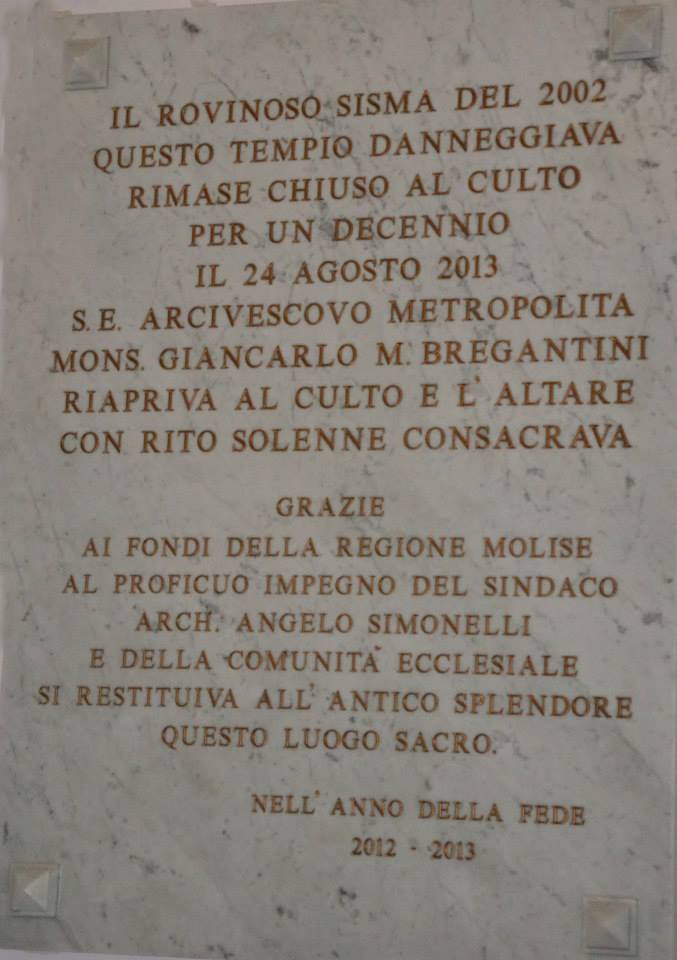 IL ROVINOSO SISMA DEL 2002
QUESTO TEMPIO DANNEGGIAVA
RIMASE CHIUSO AL CULTO
PER UN DECENNIO
IL 24 AGOSTO 2013
S. E. ARCIVESCOVO METROPOLITA
MONS. GIANCARLO M. BREGANTINI
RIAPRIVA AL CULTO E L' ALTARE
CON RITO SOLENNE CONSACRAVA
GRAZIE
AI FONDI DELLA REGIONE MOLISE
AL PROFICUO IMPEGNO DEL SINDACO
ARCH. ANGELO SIMONELLI
E DELLA COMUNITA' ECCLESIALE
SI RESTITUIVA ALL' ANTICO SPLENDORE
QUESTO LUOGO SACRO.
NELL' ANNO DELLA FEDE
2012 - 2013